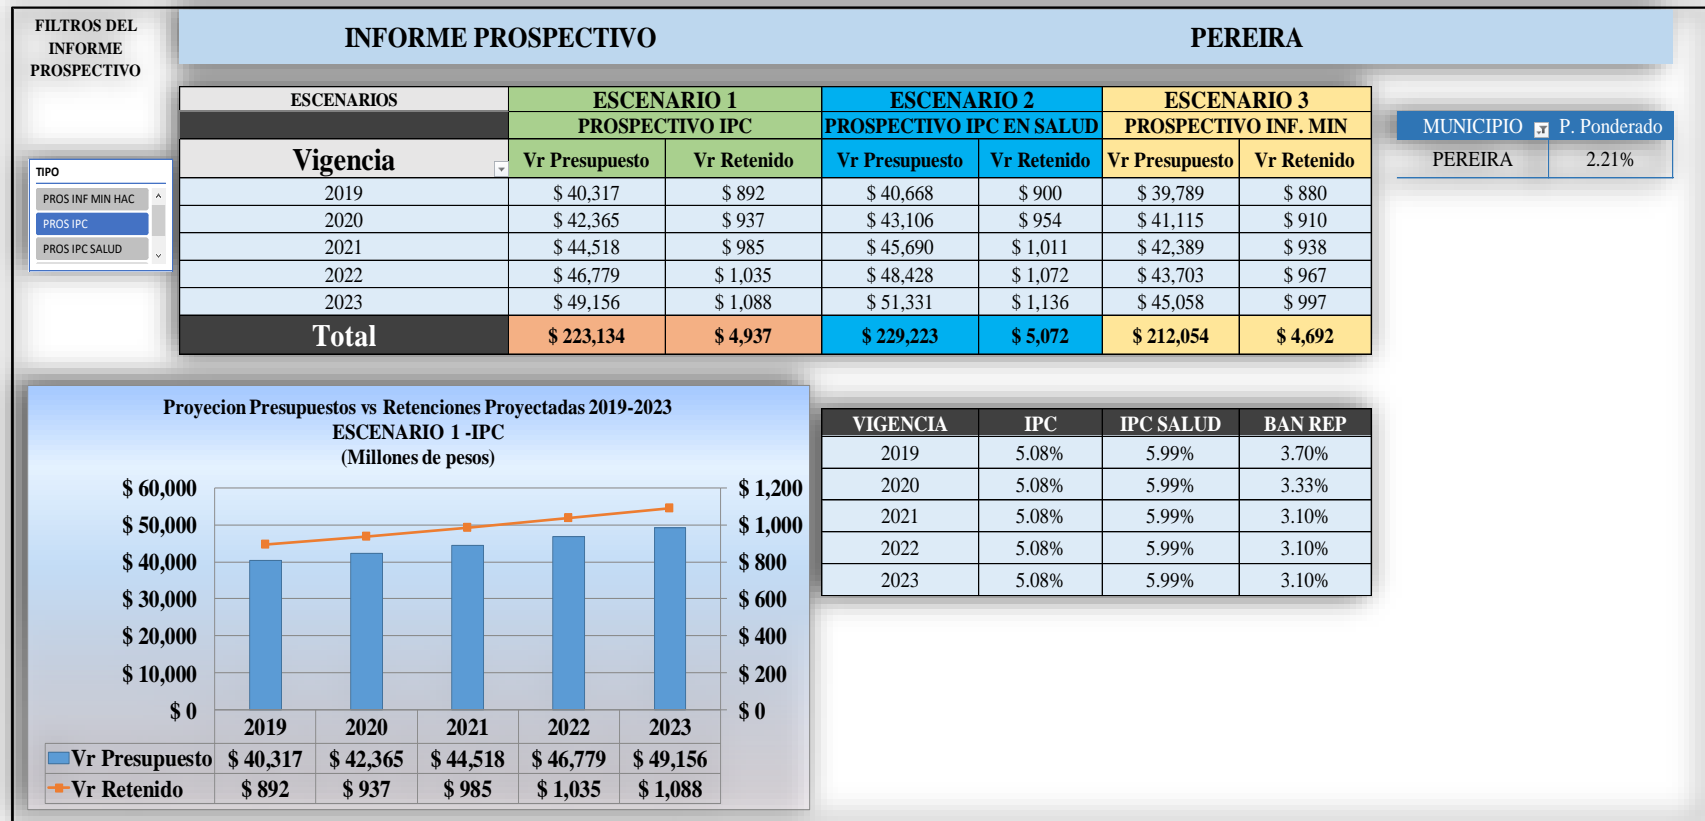 FILTROS DEL
INFORME
PROSPECTIVO
INFORME PROSPECTIVO PEREIRA
ESCENARIOS ESCENARIO 1 ESCENARIO 2 ESCENARIO 3
PROSPECTIVO IPC PROSPECTIVO IPC EN SALUD PROSPECTIVO INF. MIN
Vigencia Vr Presupuesto Vr Retenido Vr Presupuesto Vr Retenido Vr Presupuesto Vr Retenido
2019 $ 40,317 $ 892 $ 40,668 $ 900 $ 39,789 $ 880
2020 $ 42,365 $ 937 $ 43,106 $ 954 $ 41,115 $ 910
2021 $ 44,518 $ 985 $ 45,690 $ 1,011 $ 42,389 $ 938
2022 $ 46,779 $ 1,035 $ 48,428 $ 1,072 $ 43,703 $ 967
2023 $ 49,156 $ 1,088 $ 51,331 $ 1,136 $ 45,058 $ 997
Total $ 223,134 $ 4,937 $ 229,223 $ 5,072 $ 212,054 $ 4,692
MUNICIPIO P. Ponderado
PEREIRA 2.21%
TIPO
PROS INF MIN HAC
PROS IPC
PROS IPC SALUD
Proyecion Presupuestos vs Retenciones Proyectadas 2019-2023
ESCENARIO 1 -IPC
(Millones de pesos)
$ 60,000 $ 1,200
$ 50,000 $ 1,000
$ 40,000 $ 800
$ 30,000 $ 600
$ 20,000 $ 400
$ 10,000 $ 200
$ 0 $ 0
2019 2020 2021 2022 2023
Vr Presupuesto $ 40,317 $ 42,365 $ 44,518 $ 46,779 $ 49,156
Vr Retenido $ 892 $ 937 $ 985 $ 1,035 $ 1,088
VIGENCIA IPC IPC SALUD BAN REP
2019 5.08% 5.99% 3.70%
2020 5.08% 5.99% 3.33%
2021 5.08% 5.99% 3.10%
2022 5.08% 5.99% 3.10%
2023 5.08% 5.99% 3.10%